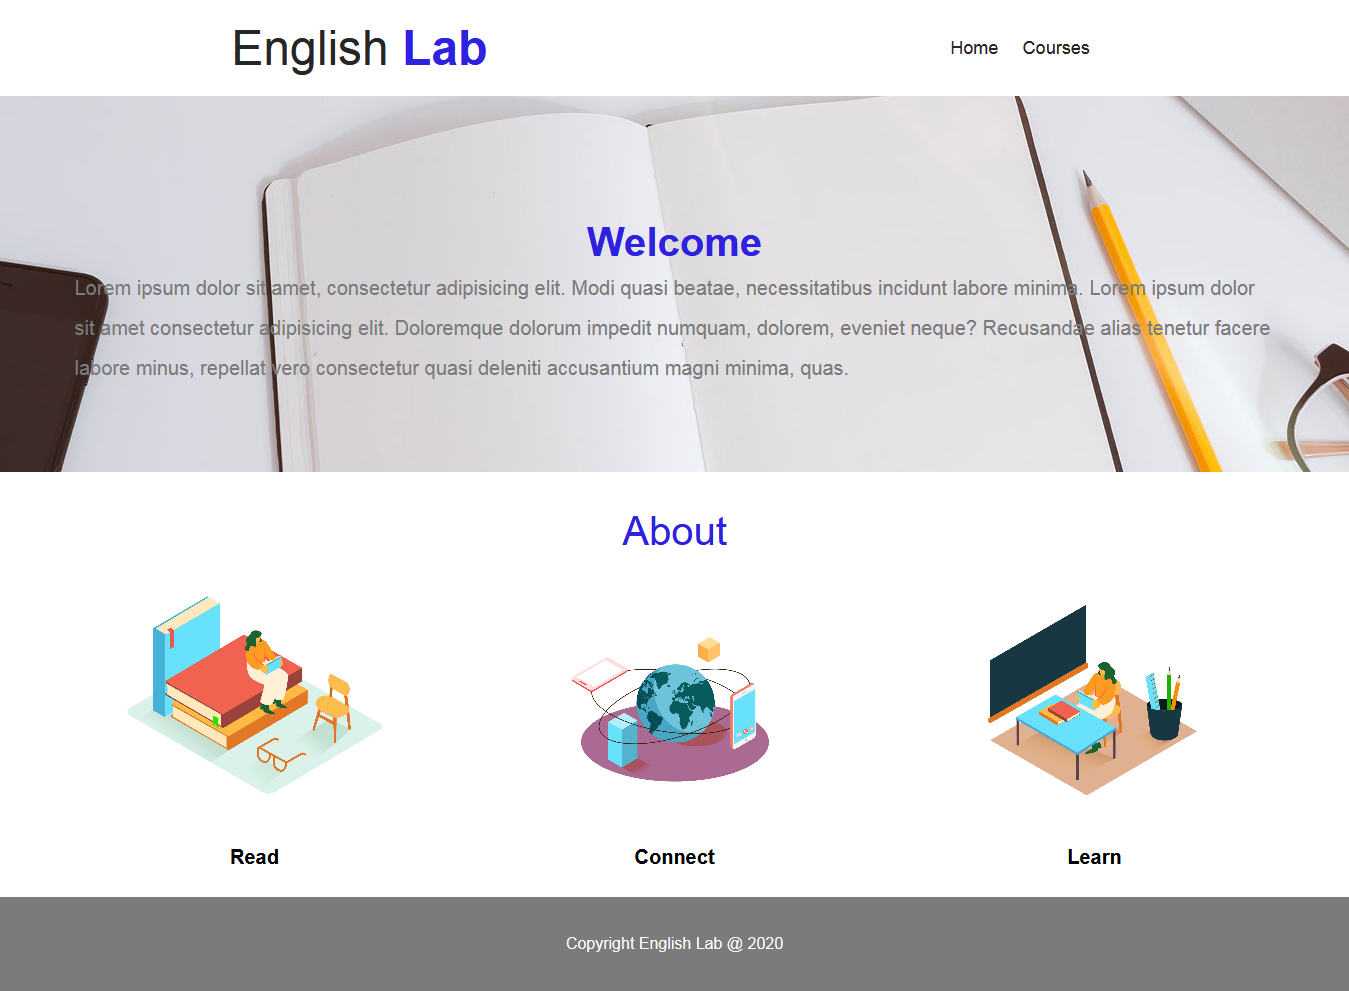 English Lab
Home Courses
Welcome
Lorem ipsum dolor sit amet, consectetur adipisicing elit. Modi quasi beatae, necessitatibus incidunt labore minima. Lorem ipsum dolor
sit amet consectetur adipisicing elit. Doloremque dolorum impedit numquam, dolorem, eveniet neque? Recusandae alias tenetur facere
labore minus, repellat vero consectetur quasi deleniti accusantium magni minima, quas.
About
Read
Connect
Learn
Copyright English Lab @ 2020